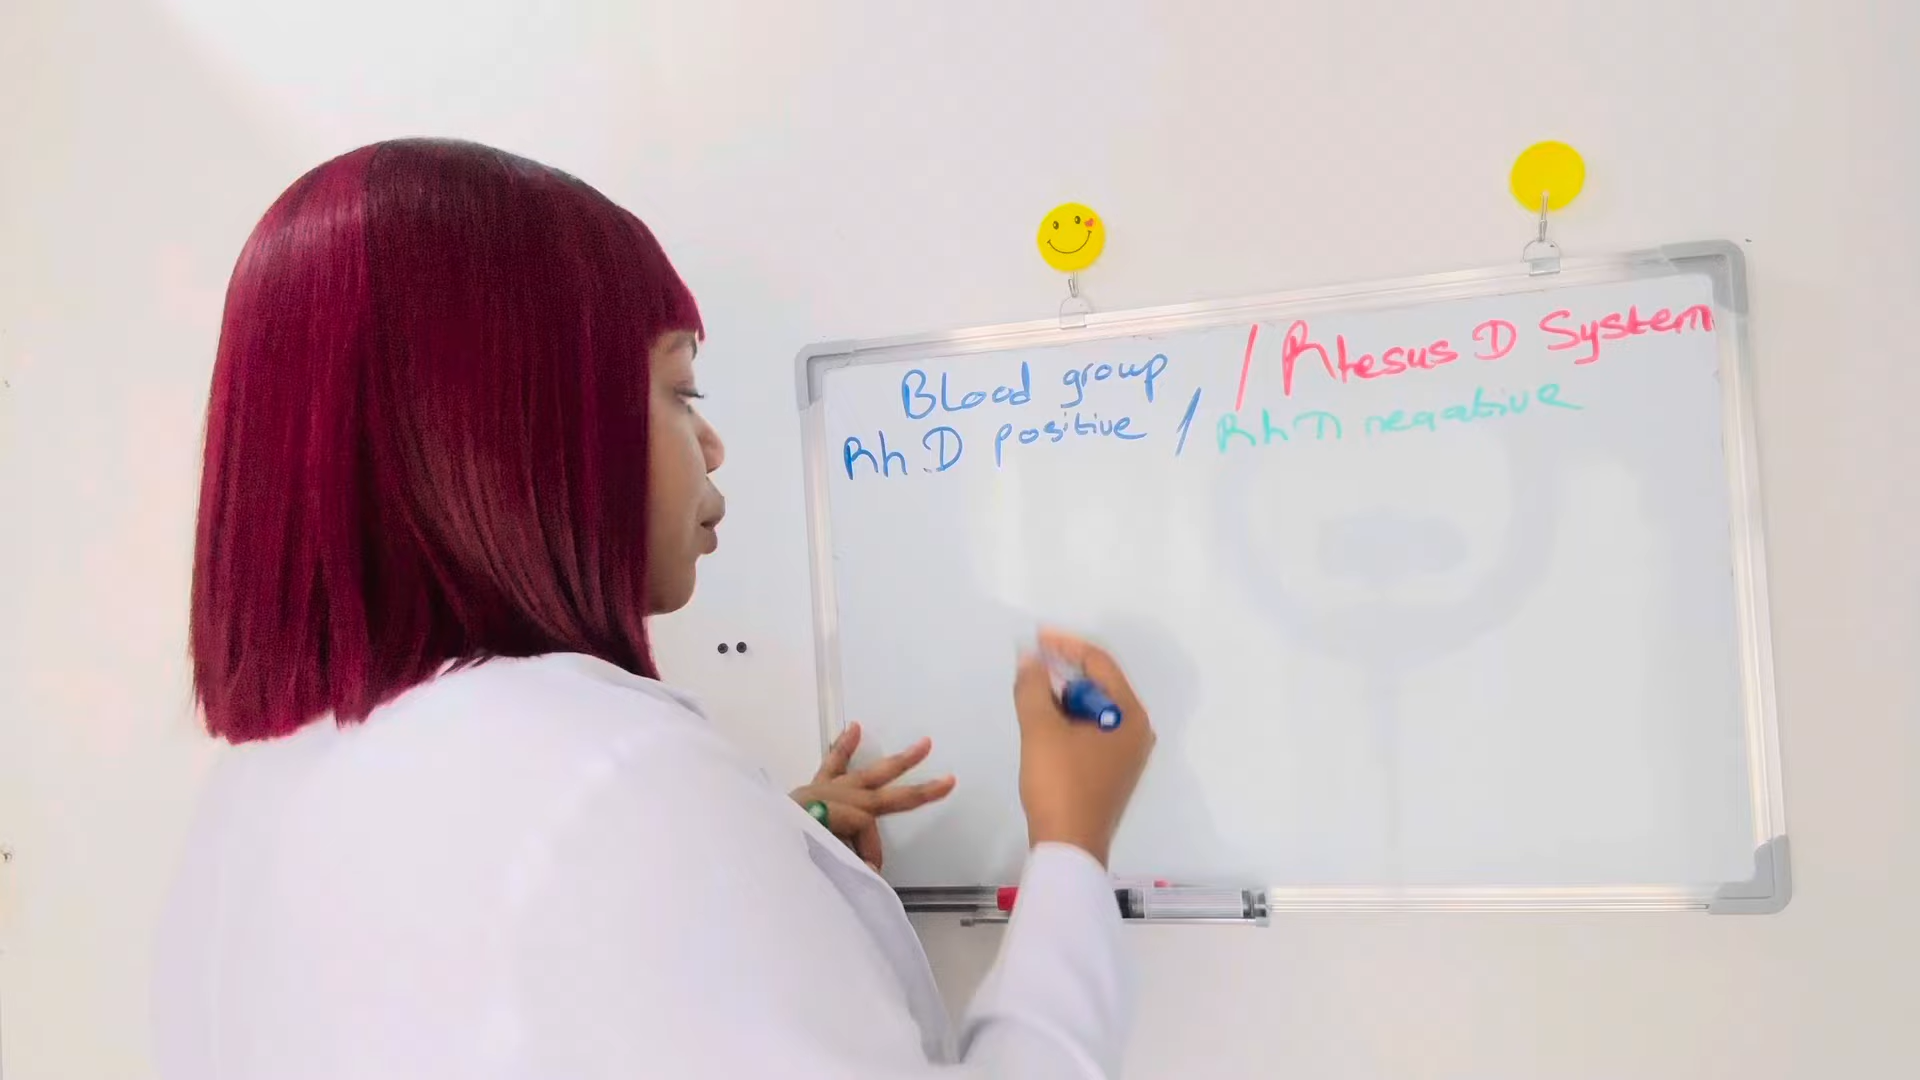 Blood group / Rhesus D System
Rh D positive / Rh D negative